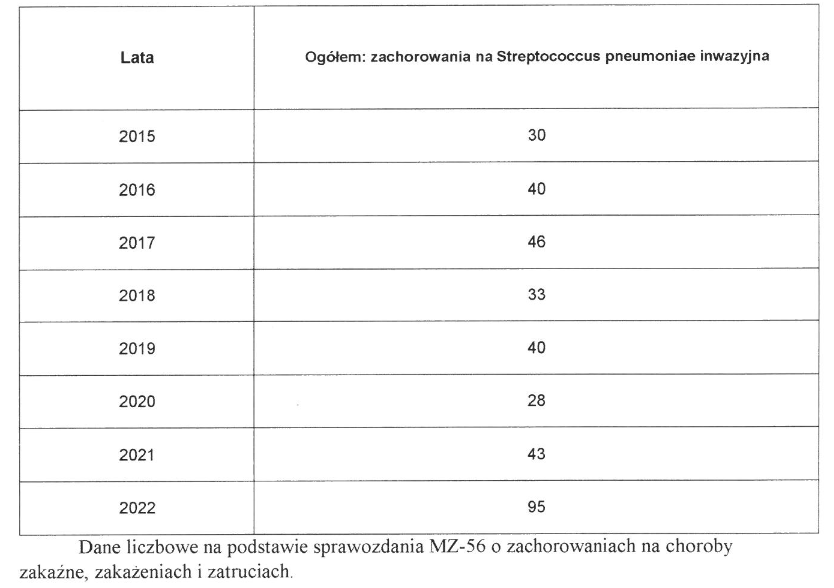 Lata Ogółem: zachorowania na Streptococcus pneumoniae inwazyjna
2015 30
2016 40
2017 46
2018 33
2019 40
2020 28
2021 43
2022 95
Dane liczbowe na podstawie sprawozdania MZ-56 o zachorowaniach na choroby
zakaźne, zakażeniach i zatruciach.